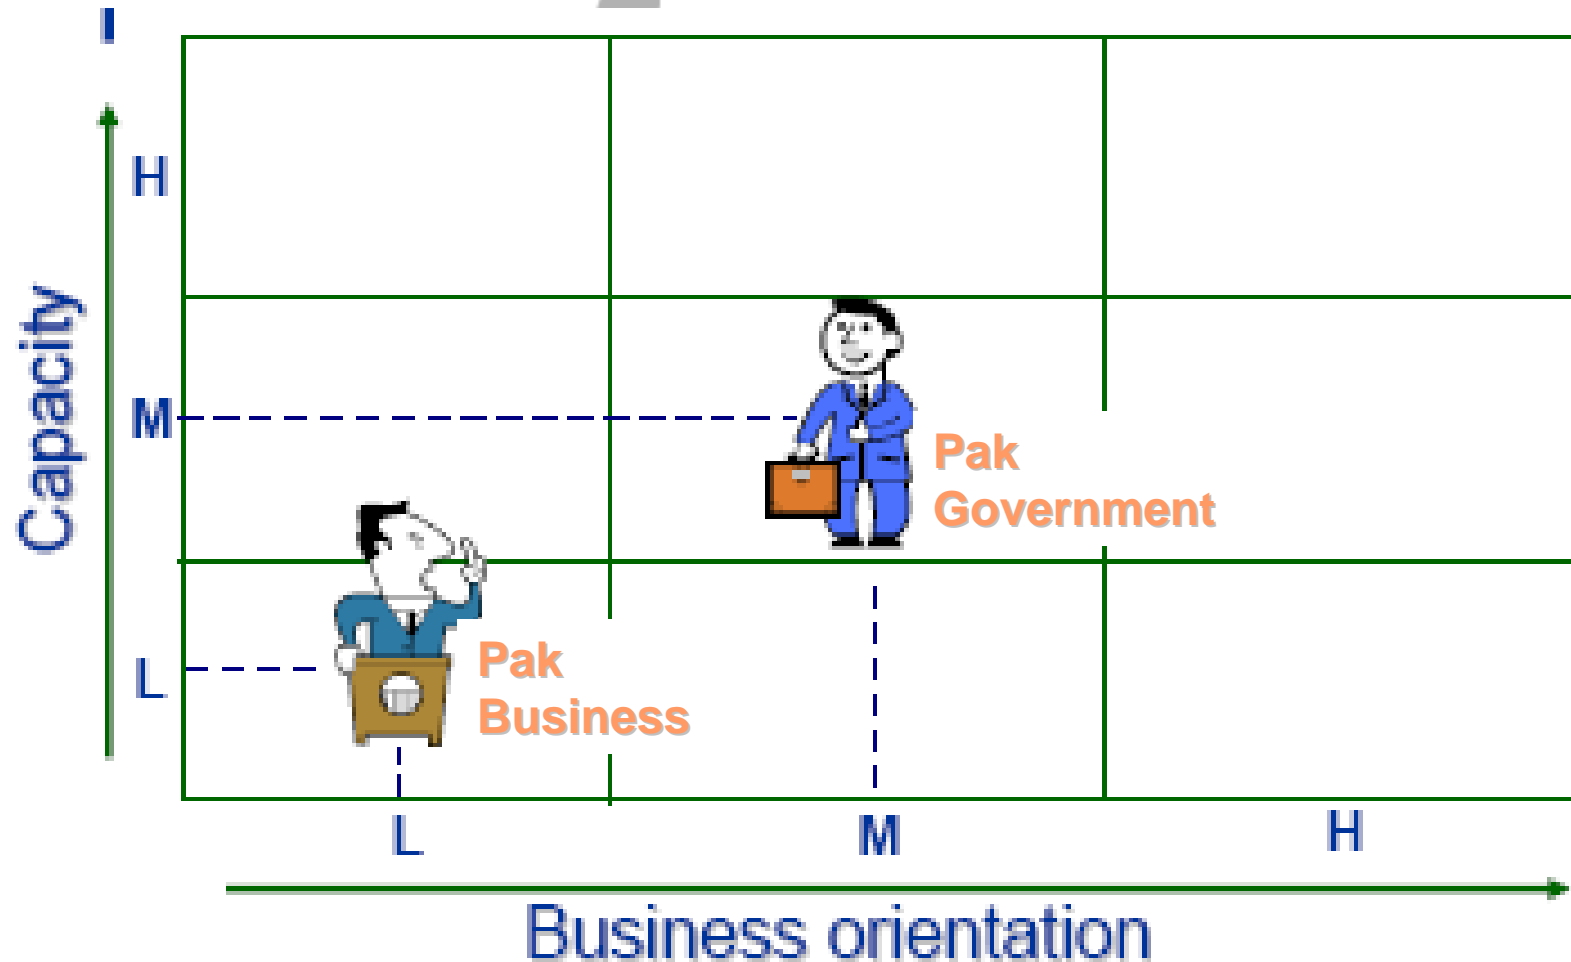 H
Capacity
M
Pak
Government
L
Pak
Business
L
M
H
Business orientation